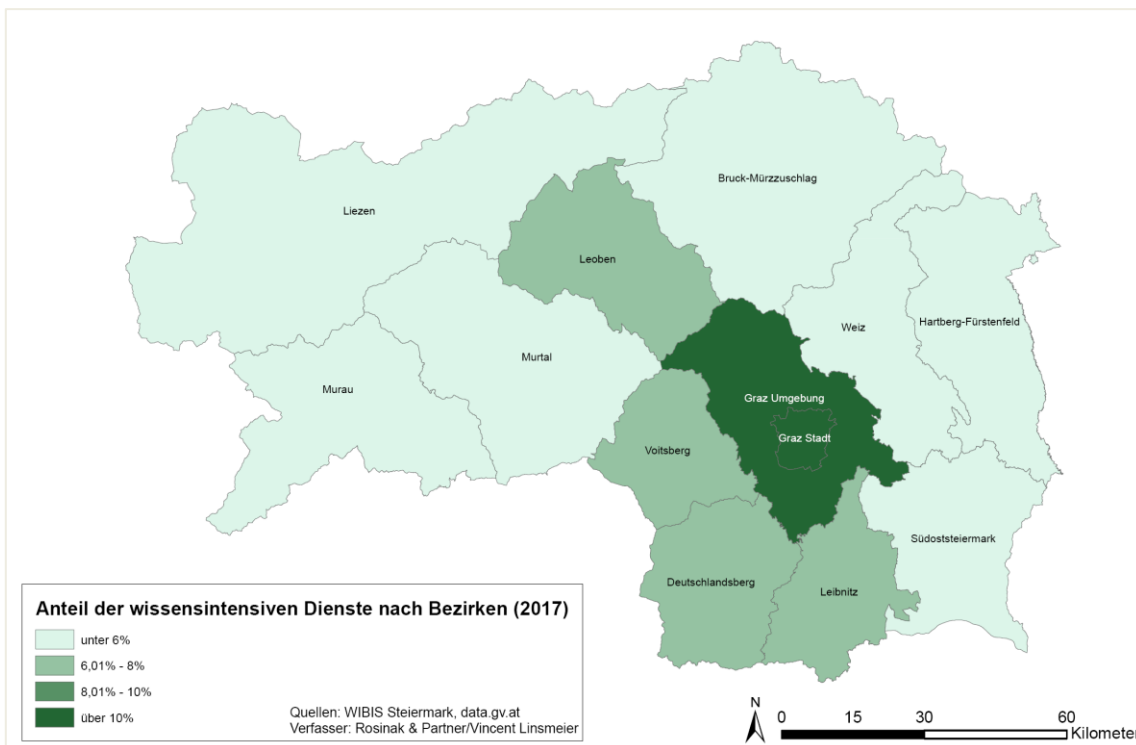 Bruck-Mürzzuschlag
Liezen
Leoben
Hartberg-Fürstenfeld
Weiz
Murtal
Murau
Graz Umgebung
Graz Stadt
Voitsberg
Südoststeiermark
Deutschlandsberg
Leibnitz
Anteil der wissensintensiven Dienste nach Bezirken (2017)
unter 6%
6,01% - 8%
8,01% - 10%
über 10%
Quellen: WIBIS Steiermark, data.gv.at
Verfasser: Rosinak & Partner/Vincent Linsmeier
N
0 15 30 60
Kilometer